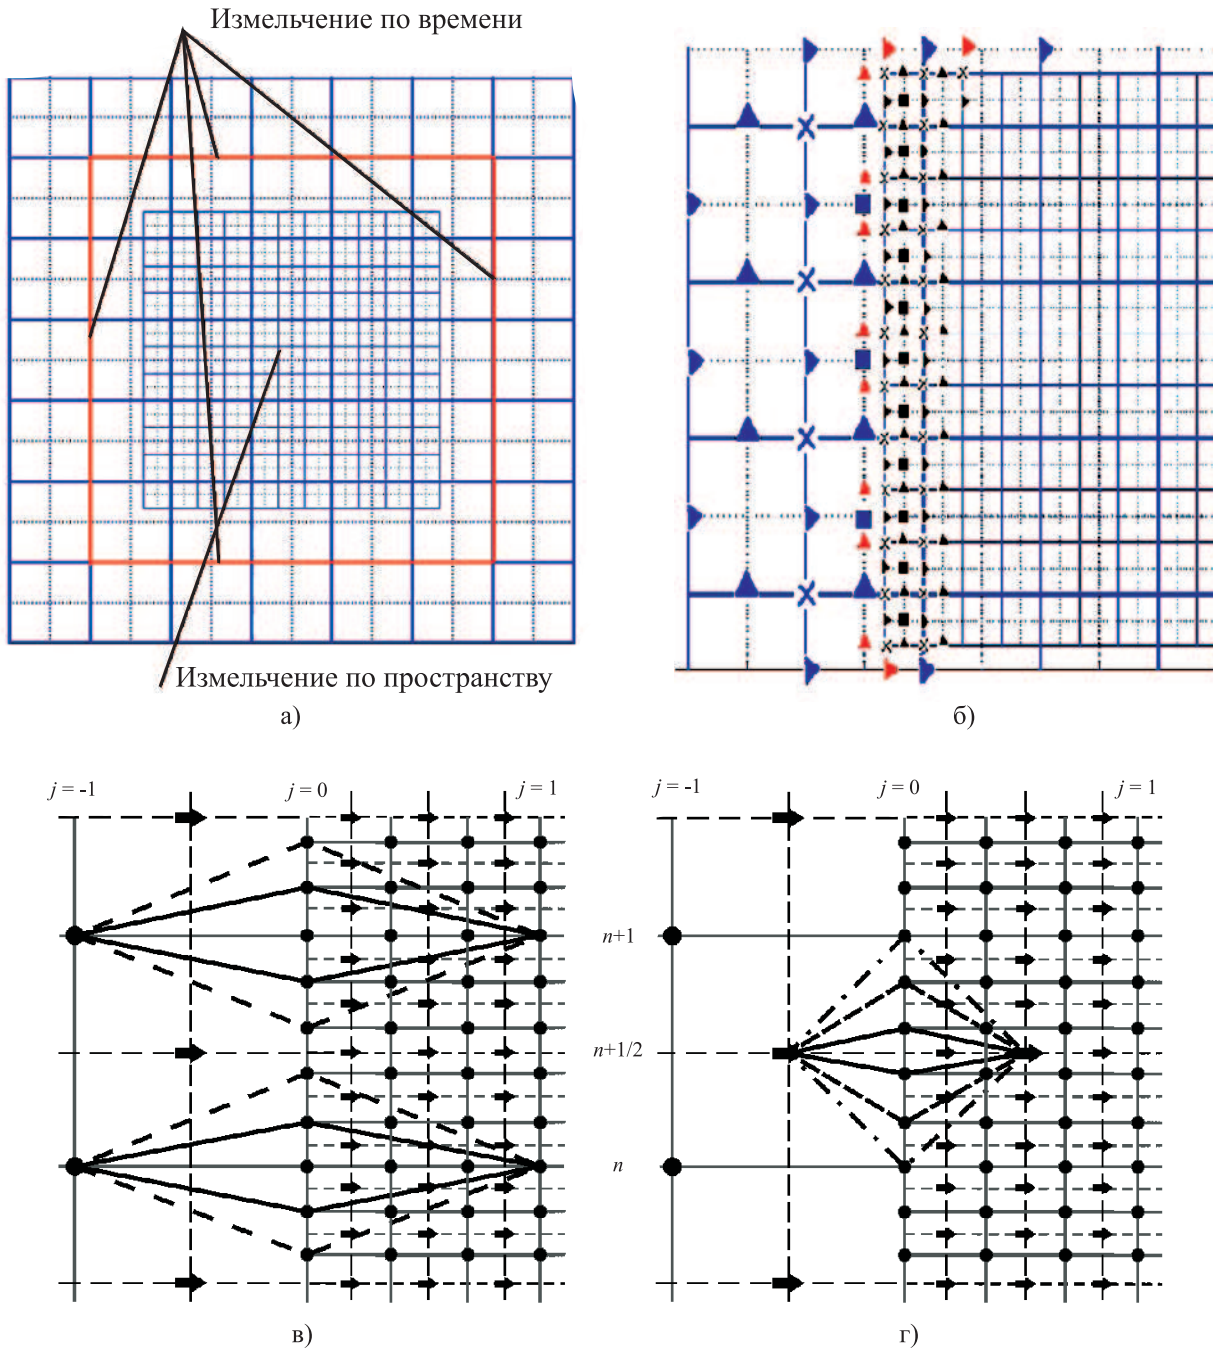 Измельчение по времени
Измельчение по пространству
а)
б)
j = -1
j = 0
j = 1
j = -1
j = 0
j = 1
n+1
n+1/2
n
в)
г)